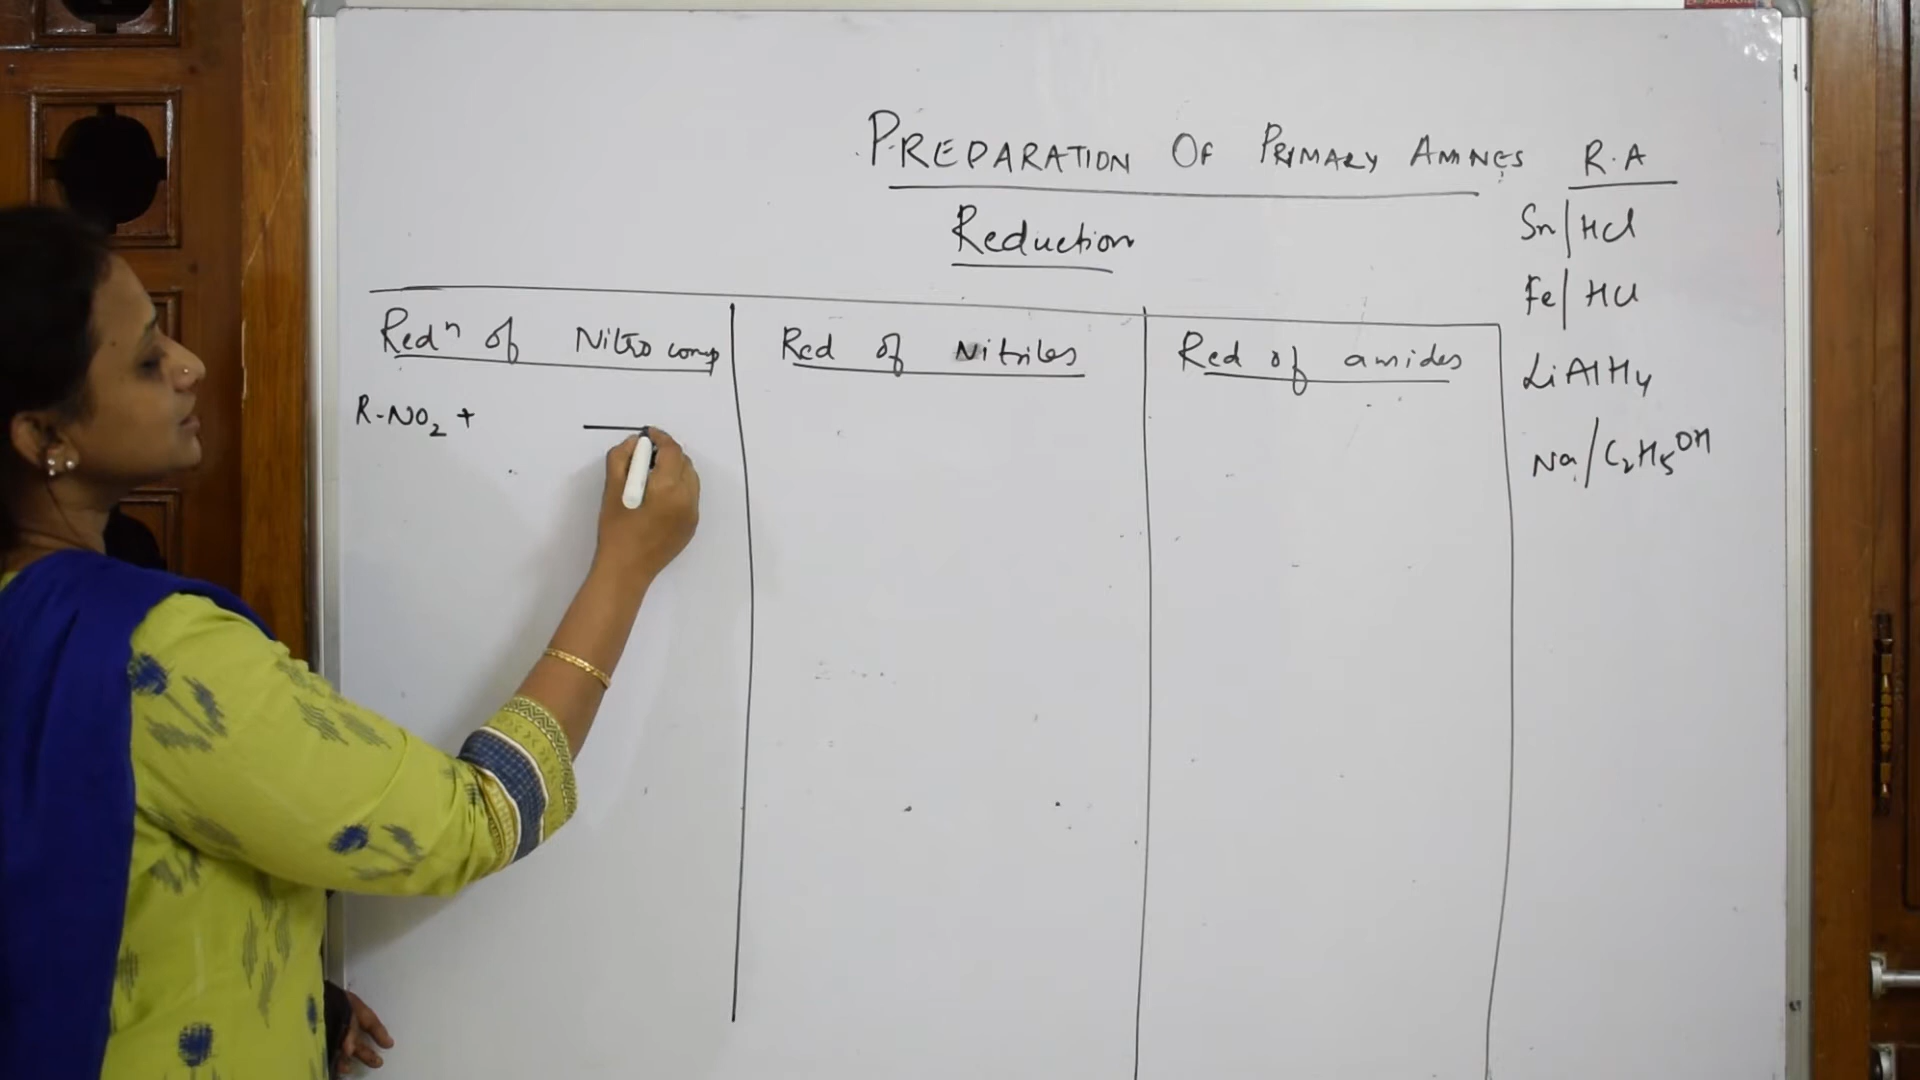 PREPARATION OF PRIMARY AMNES
R.A
Reduction
Sn/HCl
Fe/HCl
LiAlH4
Na/C2H5OH
Redⁿ of Nitro comp
Red of Nitriles
Red of amides
R-NO2 +